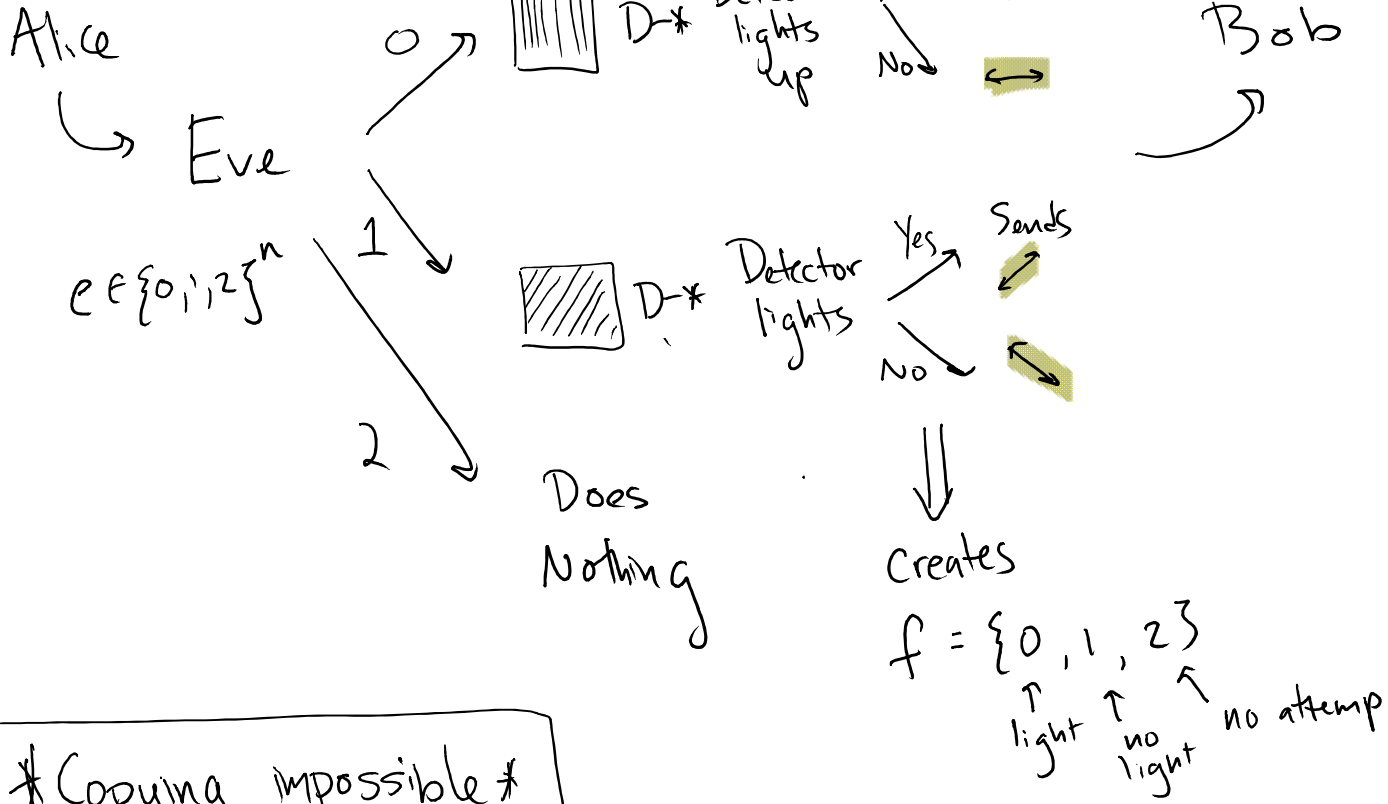 Alice
0
D-*
lights
up
No
Bob
Eve
1
e ∈ {0,1,2}^n
D-*
Detector
lights
Yes
No
Sends
2
Does
Nothing
Creates
f = {0, 1, 2}
light
no
light
no attemp
*Copying impossible*